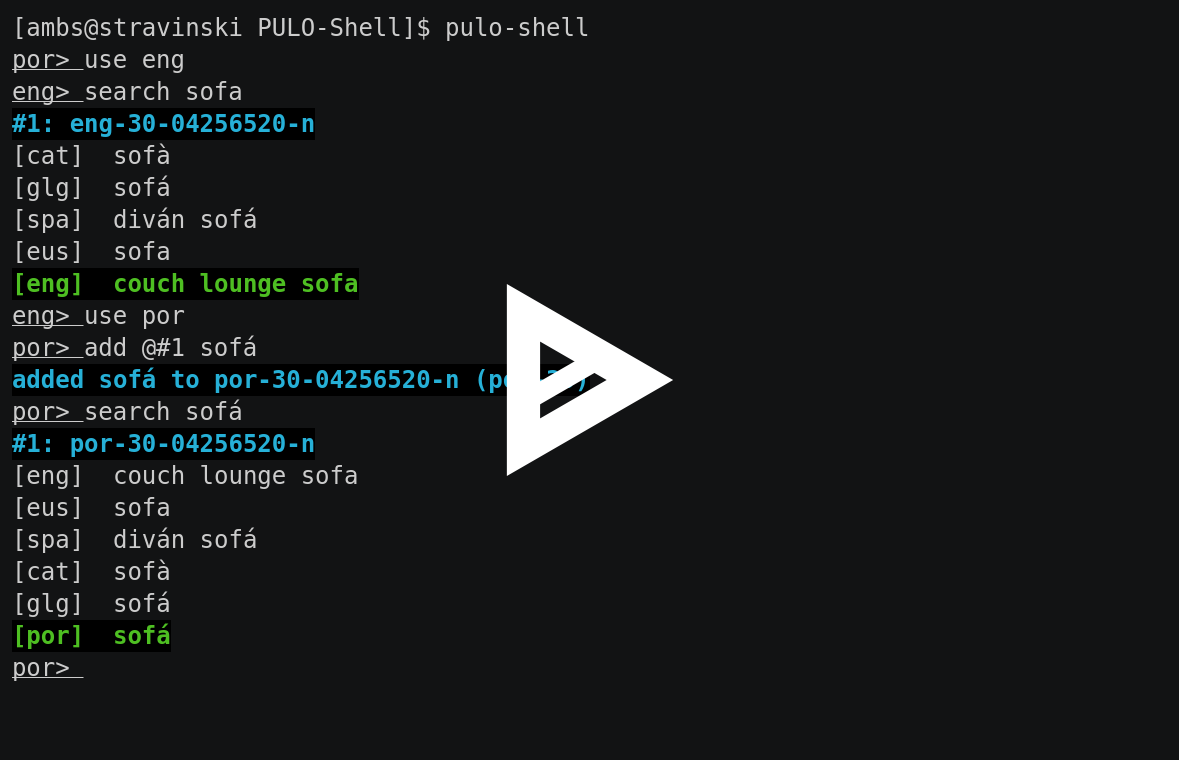 [ambs@stravinski PULO-Shell]$ pulo-shell
por> use eng
eng> search sofa
#1: eng-30-04256520-n
[cat]  sofà
[glg]  sofá
[spa]  diván sofá
[eus]  sofa
[eng]  couch lounge sofa
eng> use por
por> add @#1 sofá
added sofá to por-30-04256520-n
por> search sofá
#1: por-30-04256520-n
[eng]  couch lounge sofa
[eus]  sofa
[spa]  diván sofá
[cat]  sofà
[glg]  sofá
[por]  sofá
por>